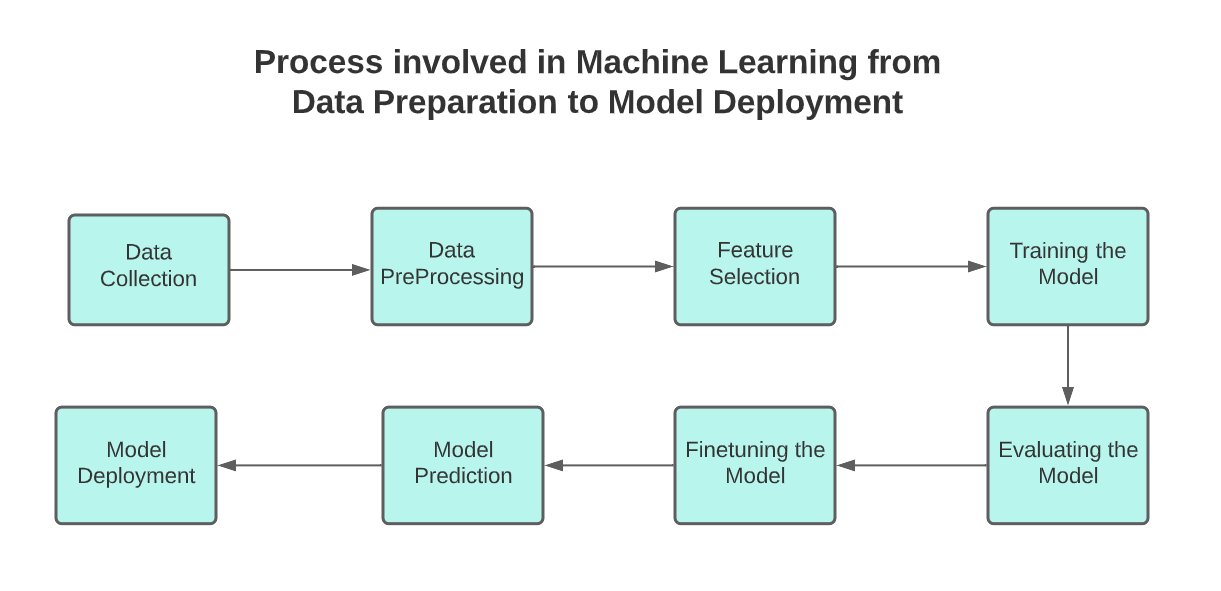 Process involved in Machine Learning from
Data Preparation to Model Deployment
Data
Collection
Data
PreProcessing
Feature
Selection
Training the
Model
Evaluating the
Model
Finetuning the
Model
Model
Prediction
Model
Deployment